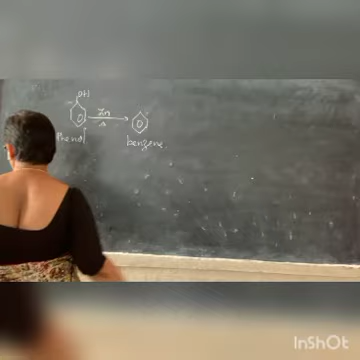 OH
Zn
Δ
Phenol
benzene
InShOt